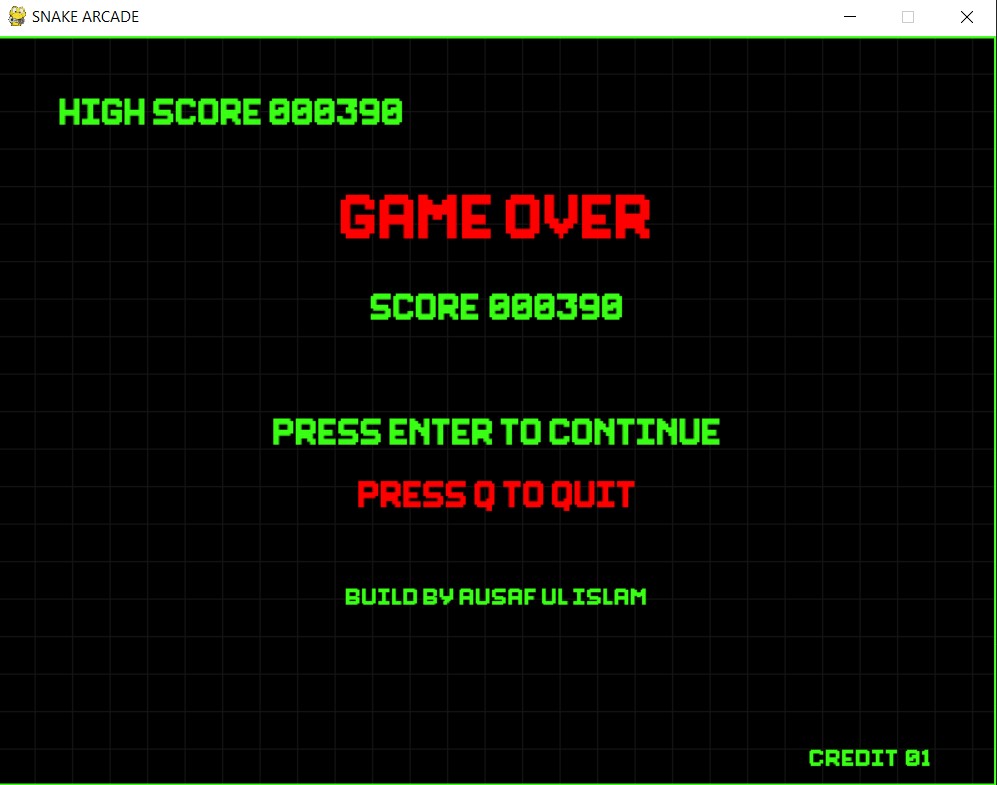 SNAKE ARCADE
HIGH SCORE 000390
GAME OVER
SCORE 000390
PRESS ENTER TO CONTINUE
PRESS Q TO QUIT
BUILD BY AUSAF UL ISLAM
CREDIT 01